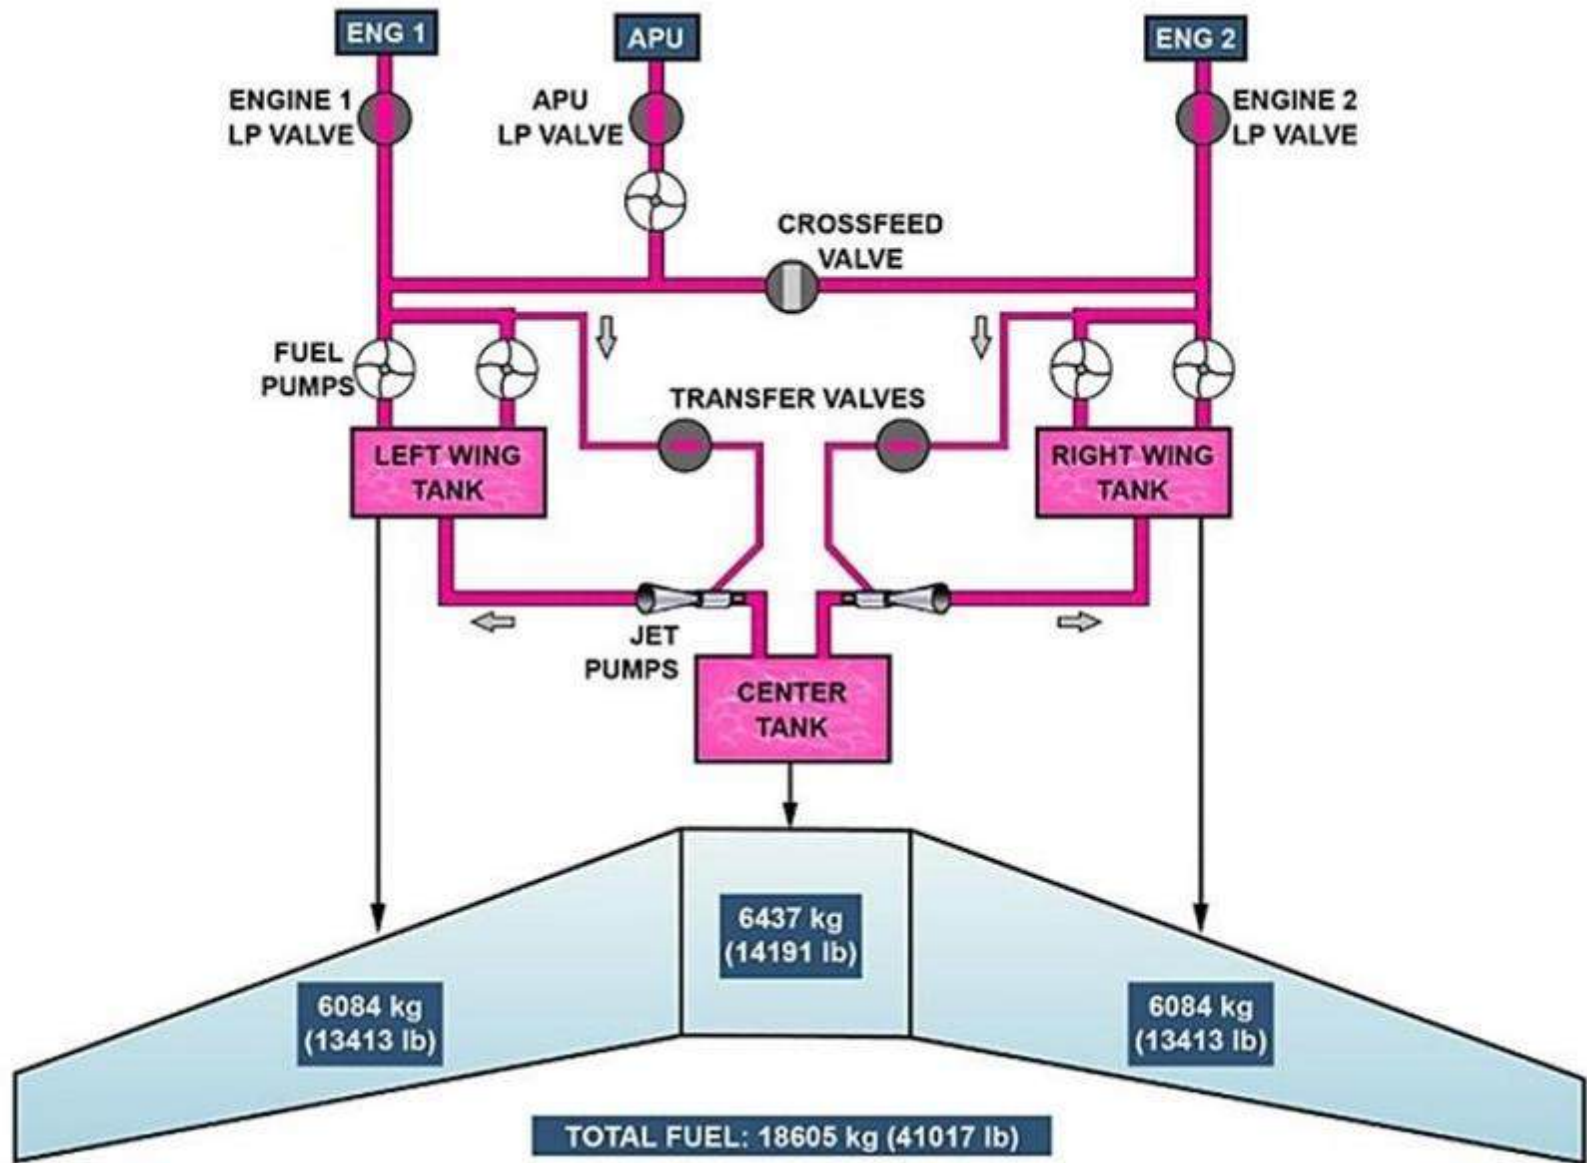 ENG 1
APU
ENG 2
ENGINE 1
LP VALVE
APU
LP VALVE
ENGINE 2
LP VALVE
CROSSFEED
VALVE
FUEL
PUMPS
TRANSFER VALVES
LEFT WING
TANK
RIGHT WING
TANK
JET
PUMPS
CENTER
TANK
6437 kg
(14191 lb)
6084 kg
(13413 lb)
6084 kg
(13413 lb)
TOTAL FUEL: 18605 kg (41017 lb)